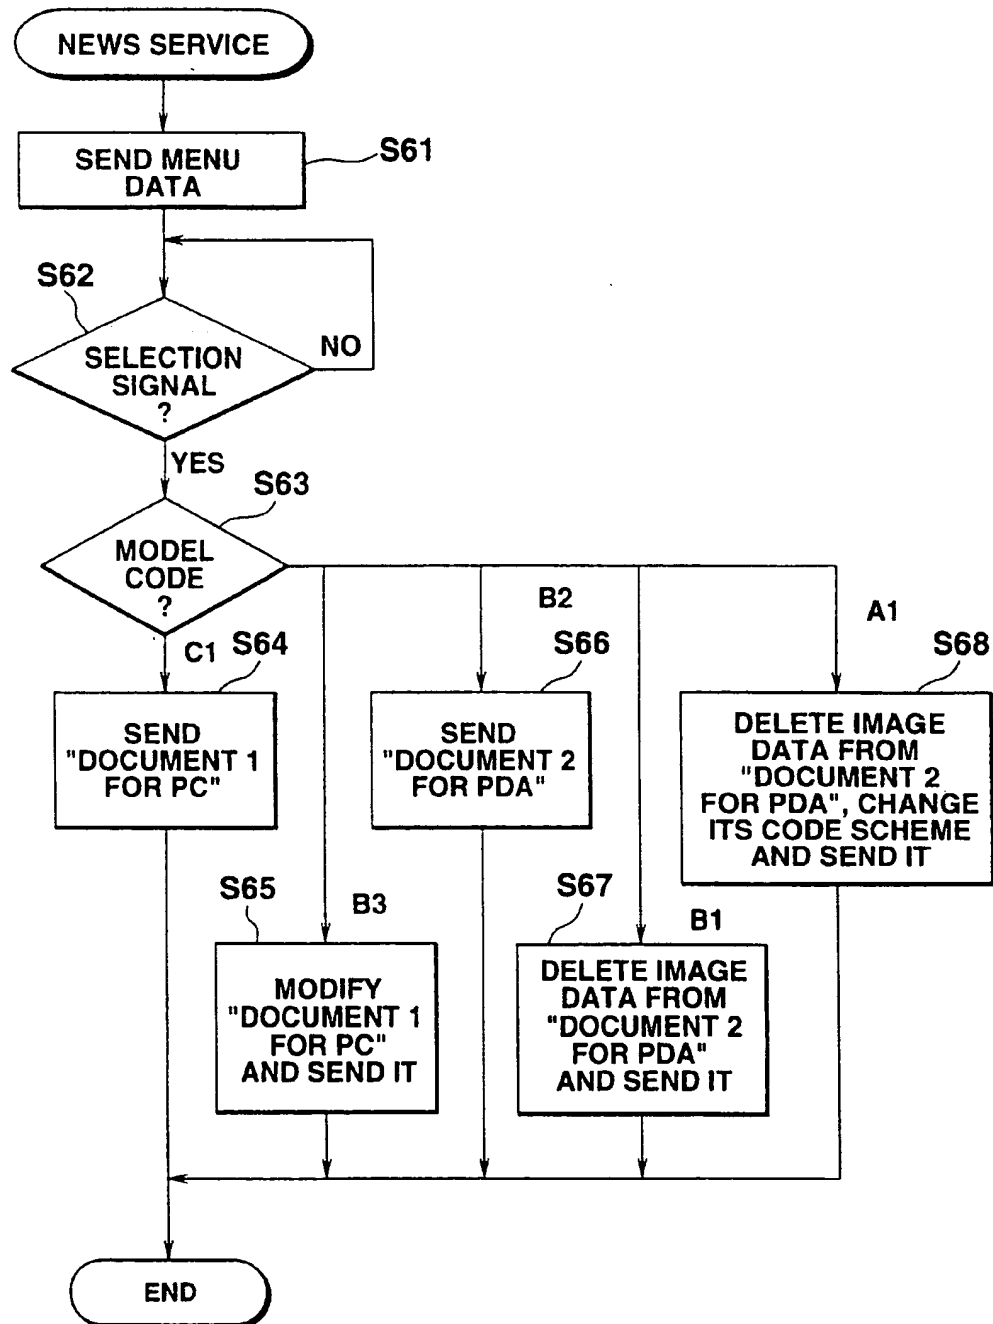 NEWS SERVICE
SEND MENU
DATA
S61
S62
SELECTION
SIGNAL
?
NO
YES
S63
MODEL
CODE
?
C1
B2
A1
S64
S66
S68
SEND
"DOCUMENT 1
FOR PC"
SEND
"DOCUMENT 2
FOR PDA"
DELETE IMAGE
DATA FROM
"DOCUMENT 2
FOR PDA", CHANGE
ITS CODE SCHEME
AND SEND IT
S65
B3
S67
B1
MODIFY
"DOCUMENT 1
FOR PC"
AND SEND IT
DELETE IMAGE
DATA FROM
"DOCUMENT 2
FOR PDA"
AND SEND IT
END